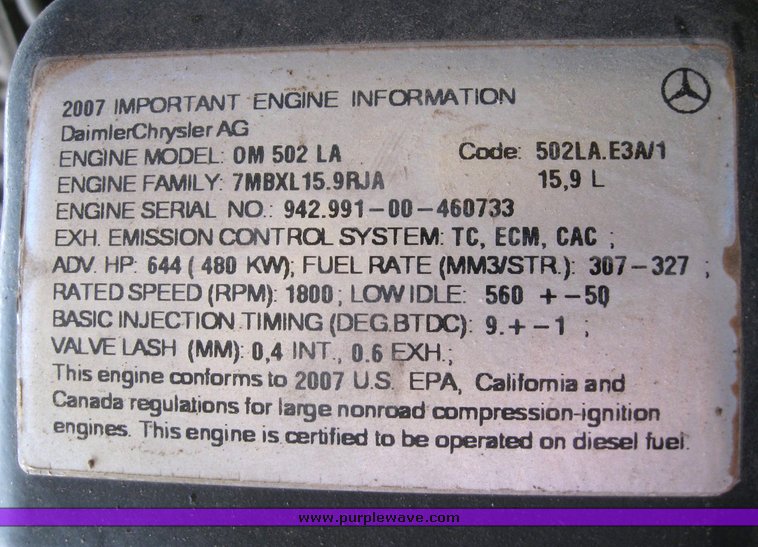 2007 IMPORTANT ENGINE INFORMATION
DaimlerChrysler AG
ENGINE MODEL: OM 502 LA Code: 502LA.E3A/1
ENGINE FAMILY: 7MBXL15.9RJA 15,9 L
ENGINE SERIAL NO.: 942.991-00-460733
EXH. EMISSION CONTROL SYSTEM: TC, ECM, CAC ;
ADV. HP: 644 ( 480 KW); FUEL RATE (MM3/STR.): 307-327 ;
RATED SPEED (RPM): 1800; LOW IDLE: 560 + -50
BASIC INJECTION TIMING (DEG.BTDC): 9.+-1 ;
VALVE LASH (MM): 0,4 INT., 0.6 EXH.;
This engine conforms to 2007 U.S. EPA, California and
Canada regulations for large nonroad compression-ignition
engines. This engine is certified to be operated on diesel fuel.
www.purplewave.com